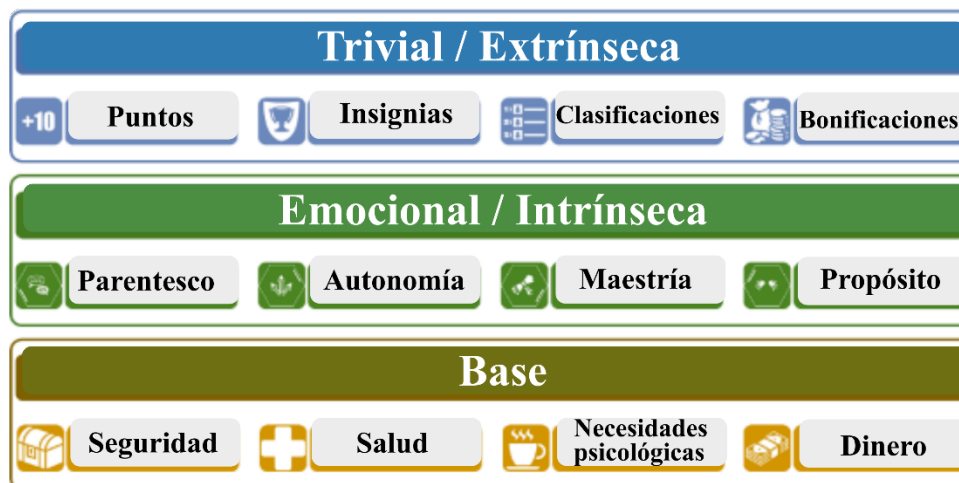 Trivial / Extrínseca
+10 Puntos Insignias Clasificaciones Bonificaciones
Emocional / Intrínseca
Parentesco Autonomía Maestría Propósito
Base
Seguridad Salud Necesidades psicológicas Dinero